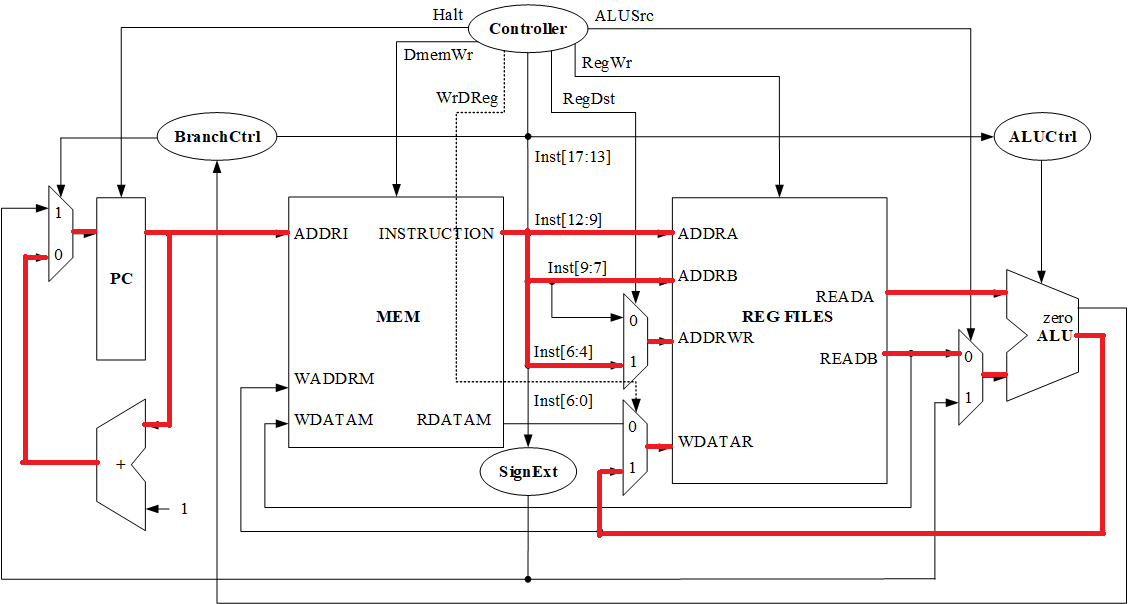 Halt
Controller
ALUSrc
DmemWr
RegWr
WrDReg
RegDst
BranchCtrl
ALUCtrl
Inst[17:13]
1
0
PC
ADDRI
INSTRUCTION
MEM
WADDRM
WDATAM
RDATAM
Inst[12:9]
Inst[9:7]
Inst[6:4]
Inst[6:0]
0
1
0
1
ADDRA
ADDRB
ADDRWR
WDATAR
REG FILES
READA
READB
0
1
zero
ALU
SignExt
+
1